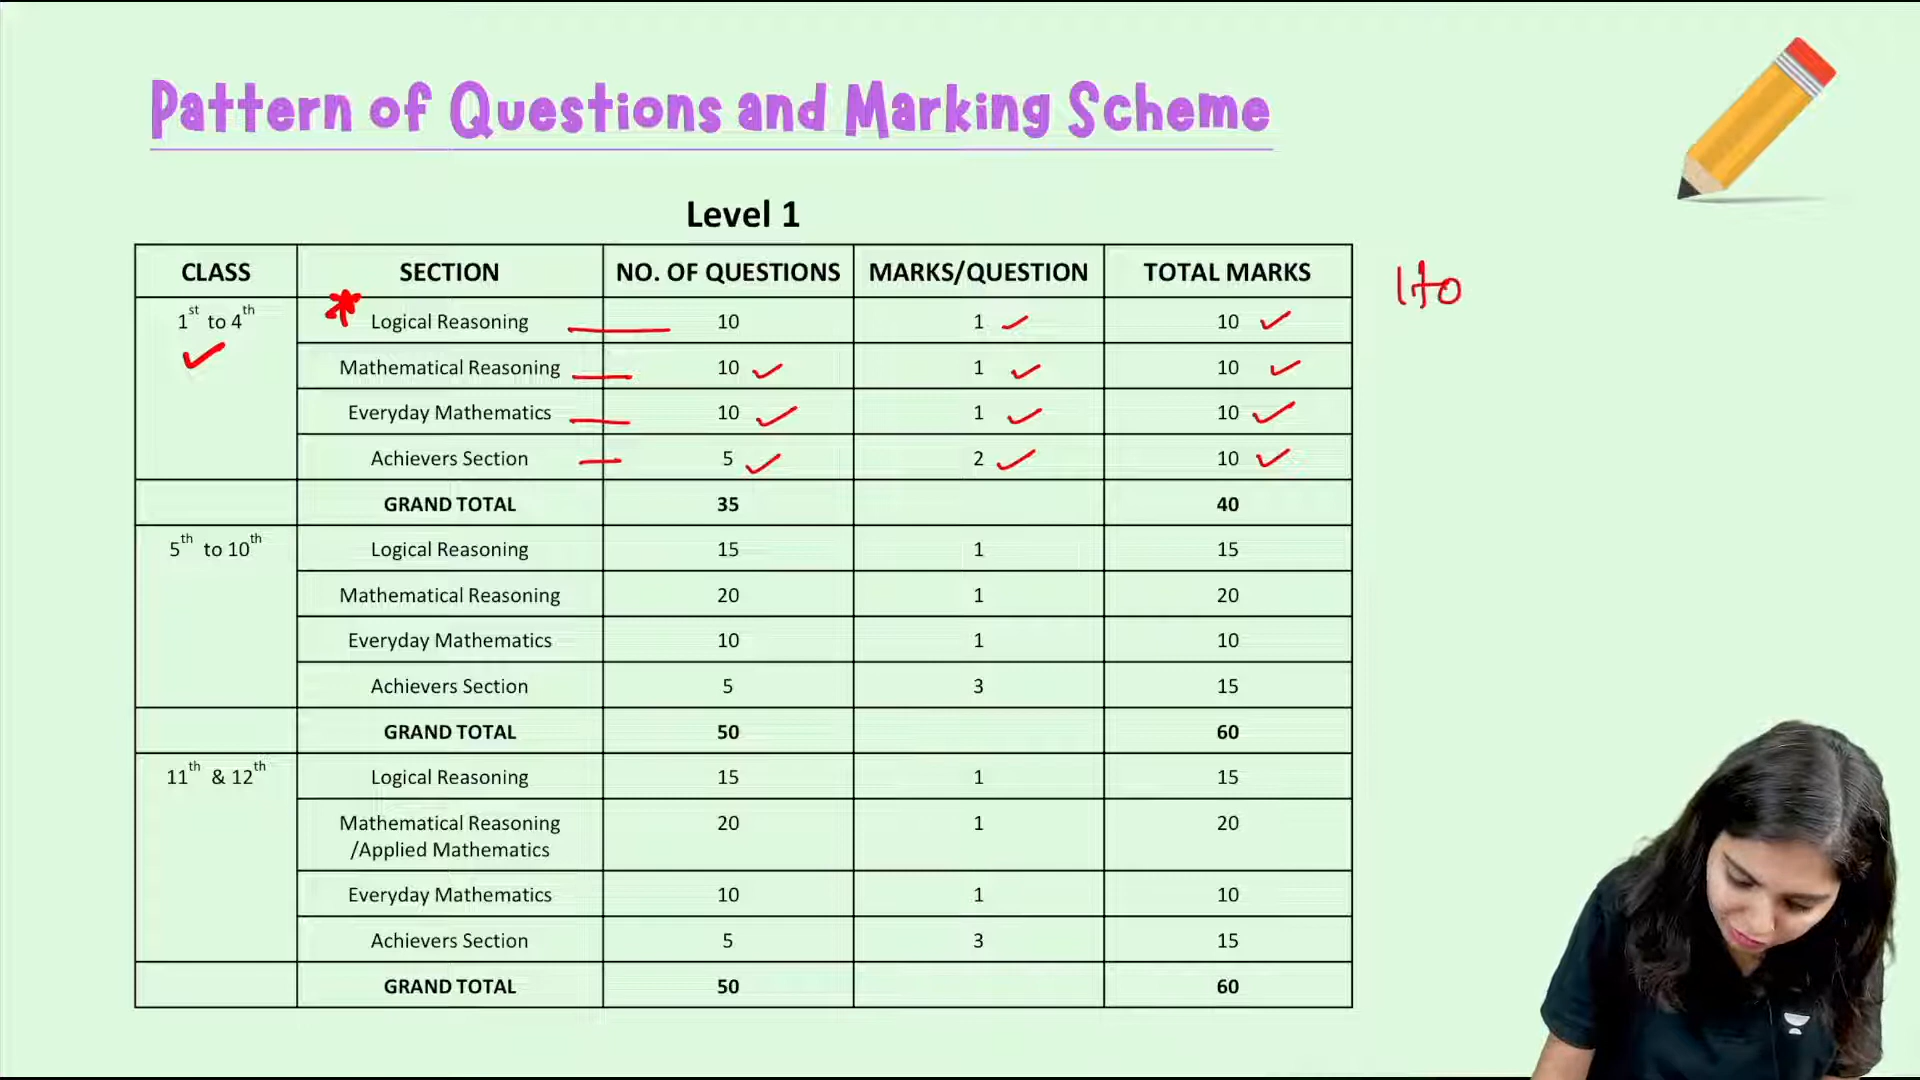 Pattern of Questions and Marking Scheme
Level 1
CLASS SECTION NO. OF QUESTIONS MARKS/QUESTION TOTAL MARKS
1st to 4th Logical Reasoning 10 1 10
Mathematical Reasoning 10 1 10
Everyday Mathematics 10 1 10
Achievers Section 5 2 10
GRAND TOTAL 35 40
5th to 10th Logical Reasoning 15 1 15
Mathematical Reasoning 20 1 20
Everyday Mathematics 10 1 10
Achievers Section 5 3 15
GRAND TOTAL 50 60
11th & 12th Logical Reasoning 15 1 15
Mathematical Reasoning 20 1 20
/Applied Mathematics
Everyday Mathematics 10 1 10
Achievers Section 5 3 15
GRAND TOTAL 50 60
1 to